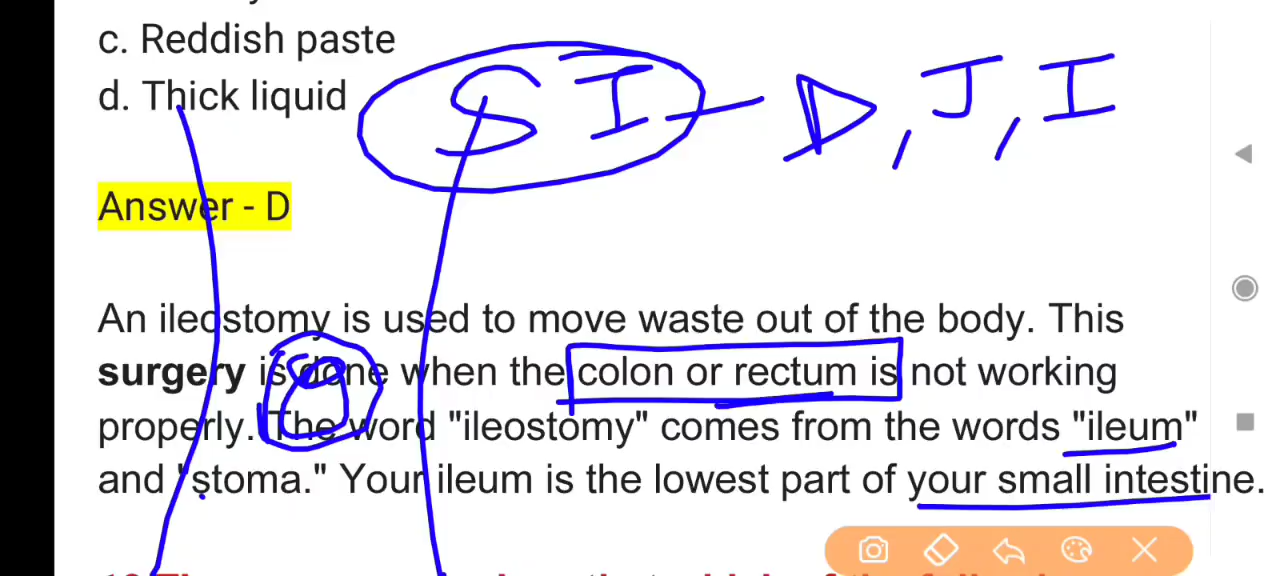 c. Reddish paste
d. Thick liquid
SI - D, J, I
Answer - D
An ileostomy is used to move waste out of the body. This
surgery is done when the colon or rectum is not working
properly. The word "ileostomy" comes from the words "ileum"
and "stoma." Your ileum is the lowest part of your small intestine.